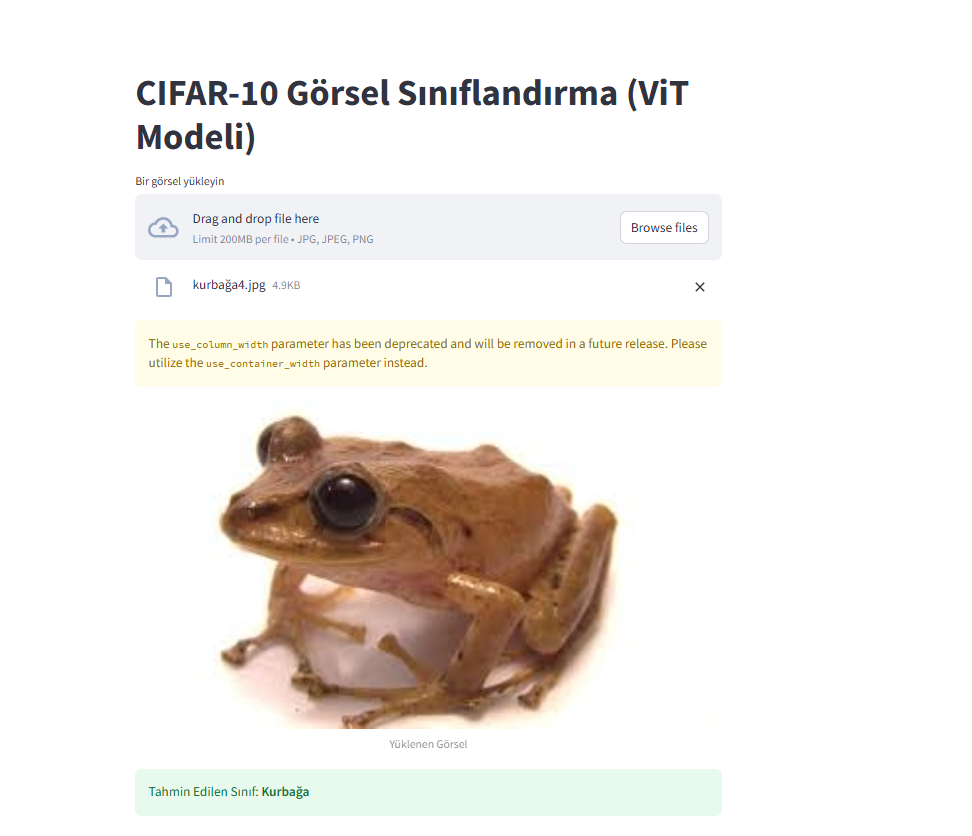 CIFAR-10 Görsel Sınıflandırma (ViT
Modeli)
Bir görsel yükleyin
Drag and drop file here
Limit 200MB per file • JPG, JPEG, PNG
Browse files
kurbağa4.jpg 4.9KB
The use_column_width parameter has been deprecated and will be removed in a future release. Please
utilize the use_container_width parameter instead.
Yüklenen Görsel
Tahmin Edilen Sınıf: Kurbağa